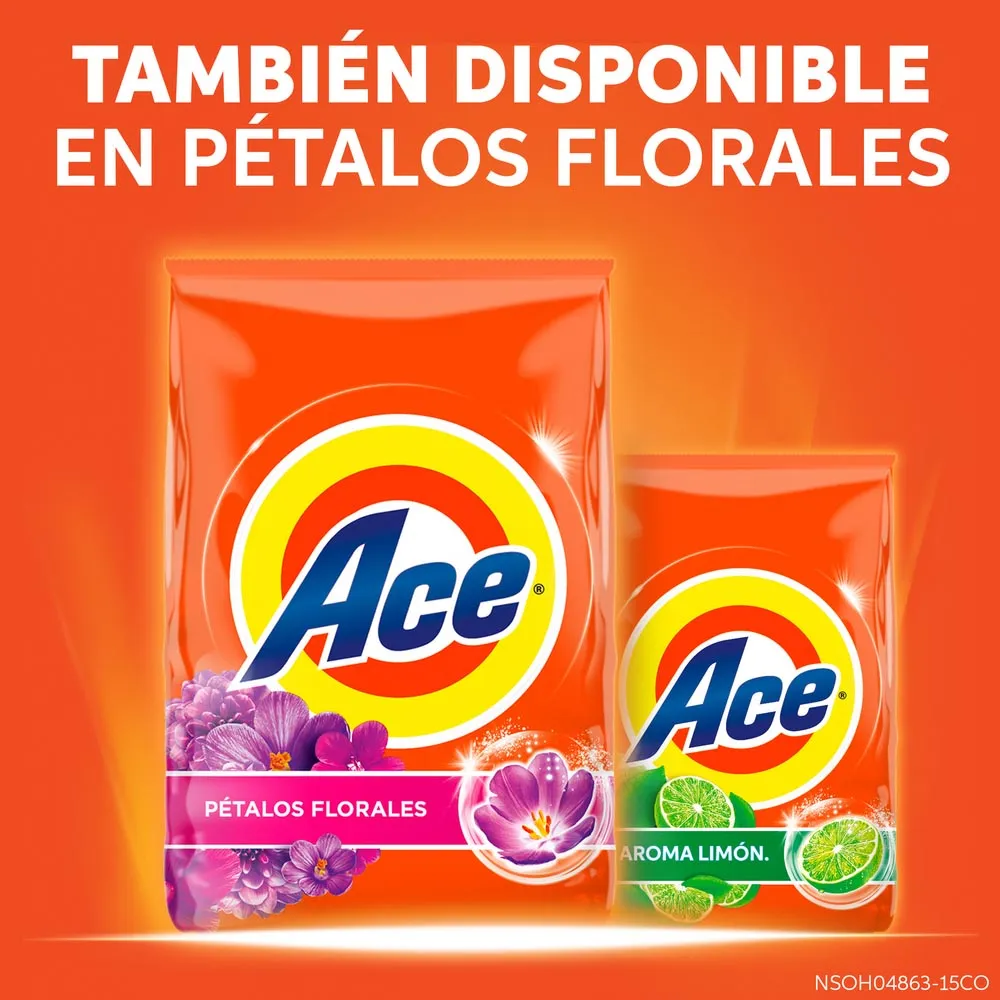 TAMBIÉN DISPONIBLE
EN PÉTALOS FLORALES
Ace®
Ace®
PÉTALOS FLORALES
AROMA LIMÓN.
NSOH04863-15CO